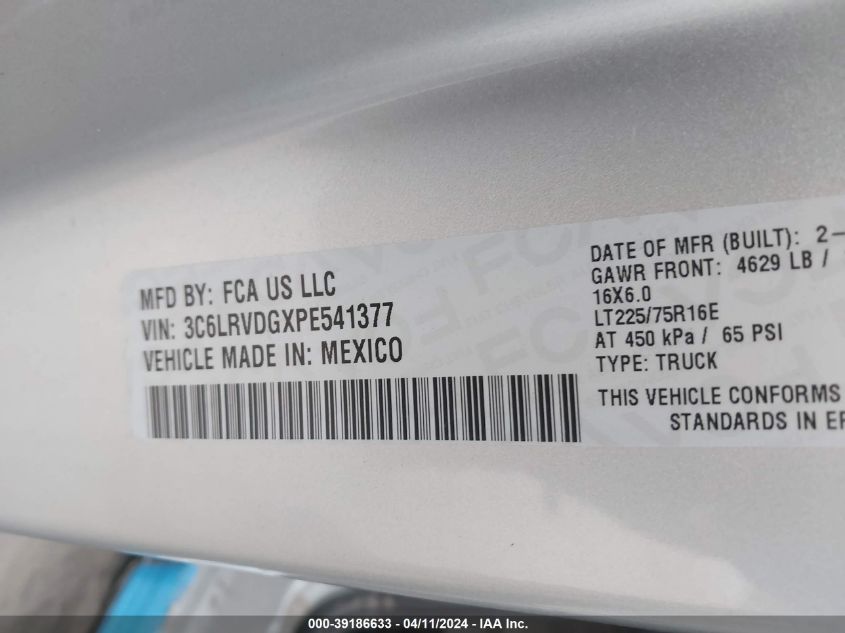 MFD BY: FCA US LLC
VIN: 3C6LRVDGXPE541377
VEHICLE MADE IN: MEXICO
DATE OF MFR (BUILT): 2-
GAWR FRONT: 4629 LB /
16X6.0
LT225/75R16E
AT 450 kPa / 65 PSI
TYPE: TRUCK
THIS VEHICLE CONFORMS
STANDARDS IN
000-39186633 / 04/11/2024 - IAA Inc.